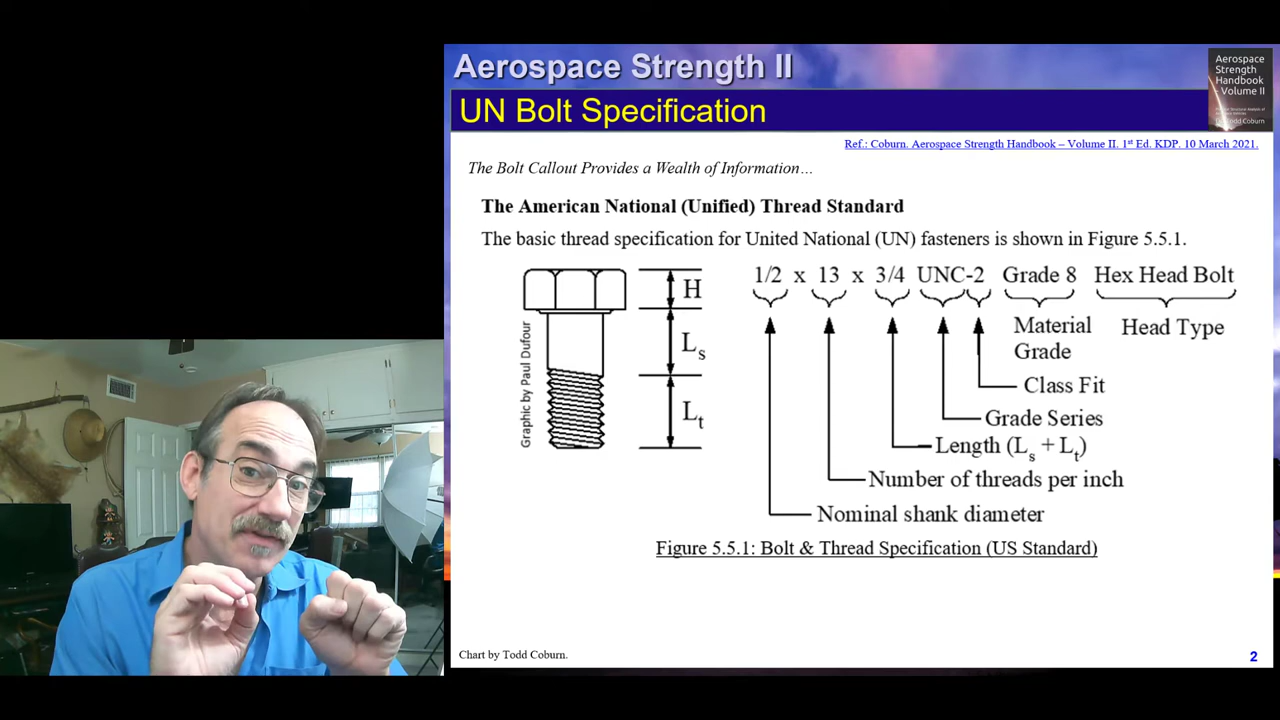 Aerospace Strength II
UN Bolt Specification
Aerospace
Strength
Handbook
- Volume II
Todd Coburn
Ref.: Coburn. Aerospace Strength Handbook – Volume II. 1st Ed. KDP. 10 March 2021.
The Bolt Callout Provides a Wealth of Information…
The American National (Unified) Thread Standard
The basic thread specification for United National (UN) fasteners is shown in Figure 5.5.1.
Graphic by Paul Dufour
H
Ls
Lt
1/2 x 13 x 3/4 UNC-2 Grade 8 Hex Head Bolt
Material Grade
Head Type
Class Fit
Grade Series
Length (Ls + Lt)
Number of threads per inch
Nominal shank diameter
Figure 5.5.1: Bolt & Thread Specification (US Standard)
Chart by Todd Coburn.
2